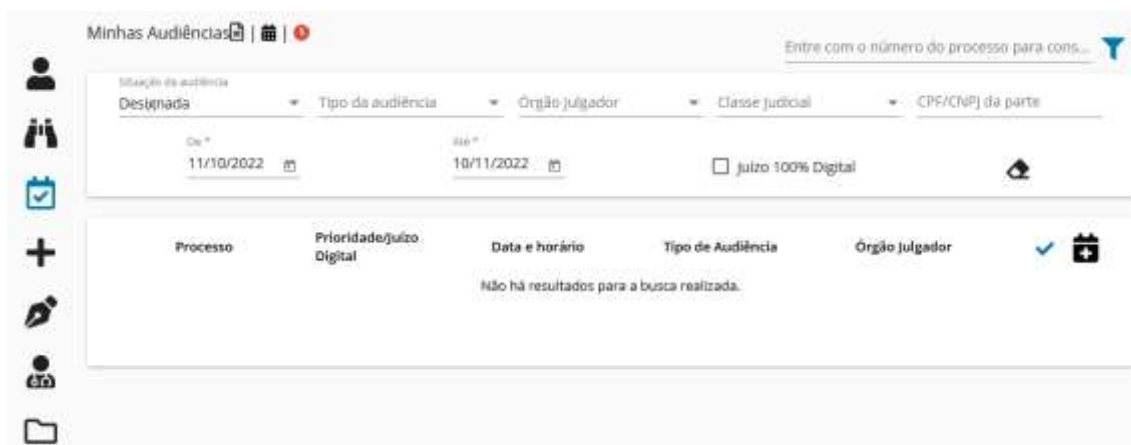 Minhas Audiências | |
Entre com o número do processo para cons...
Situação da audiência
Designada
Tipo da audiência
Órgão Julgador
Classe Judicial
CPF/CNPJ da parte
De *
11/10/2022
Até *
10/11/2022
Juízo 100% Digital
Processo
Prioridade/Juízo
Digital
Data e horário
Tipo de Audiência
Órgão Julgador
Não há resultados para a busca realizada.